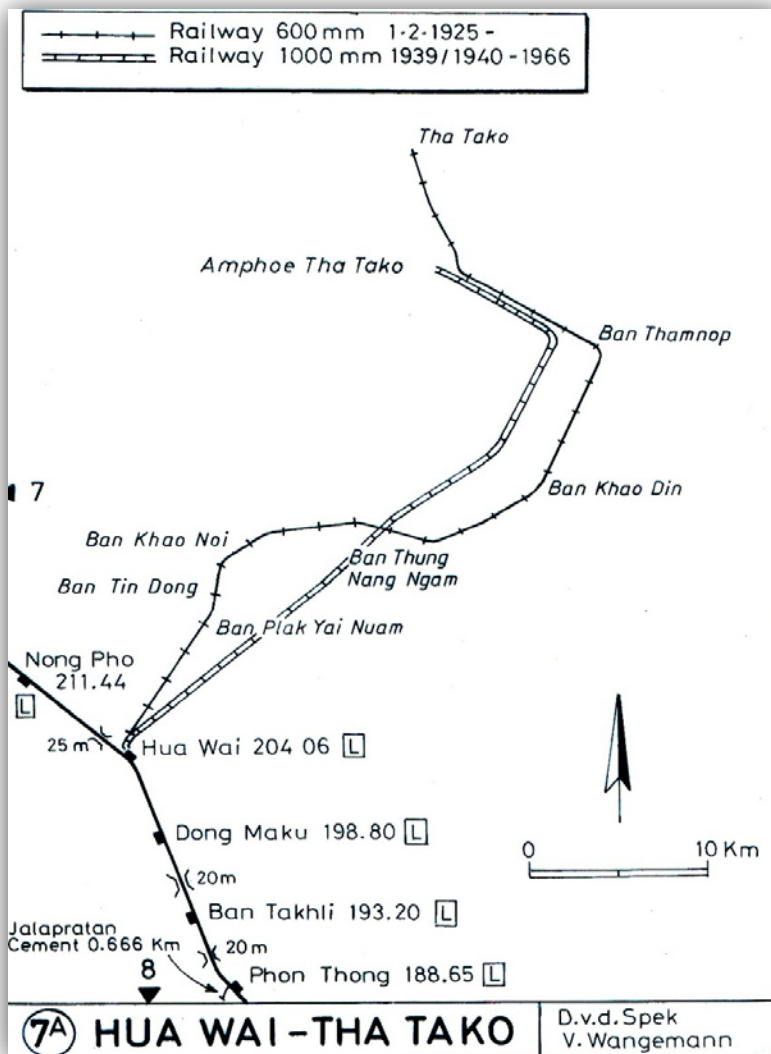 Railway 600 mm 1-2-1925 -
Railway 1000 mm 1939/1940 - 1966
Tha Tako
Amphoe Tha Tako
Ban Thamnop
7
Ban Khao Din
Ban Khao Noi
Ban Thung
Nang Ngam
Ban Tin Dong
Ban Plak Yai Nuam
Nong Pho
211.44
L
25 m
Hua Wai 204 06 L
Dong Maku 198.80 L
0 10 Km
20m
Ban Takhli 193.20 L
Jalapratan
Cement 0.666 Km
20m
8
Phon Thong 188.65 L
7A HUA WAI - THA TAKO
D.v.d.Spek
V. Wangemann